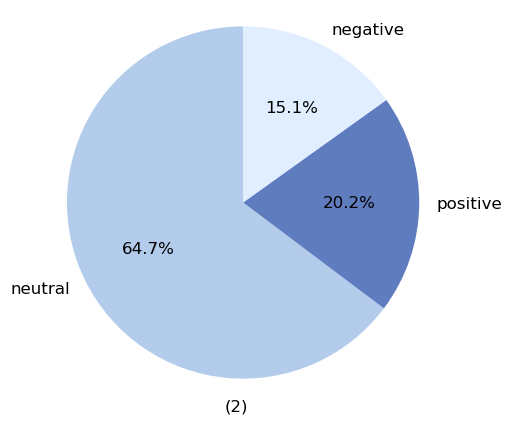 negative
15.1%
20.2%
positive
64.7%
neutral
(2)